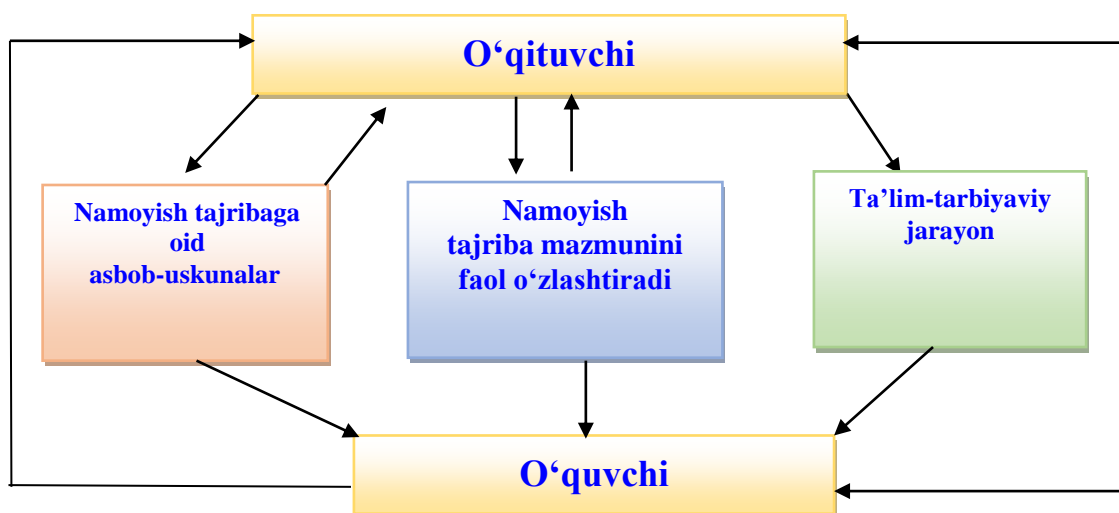 O‘qituvchi
Namoyish tajribaga
oid
asbob-uskunalar
Namoyish
tajriba mazmunini
faol o‘zlashtiradi
Ta’lim-tarbiyaviy
jarayon
O‘quvchi